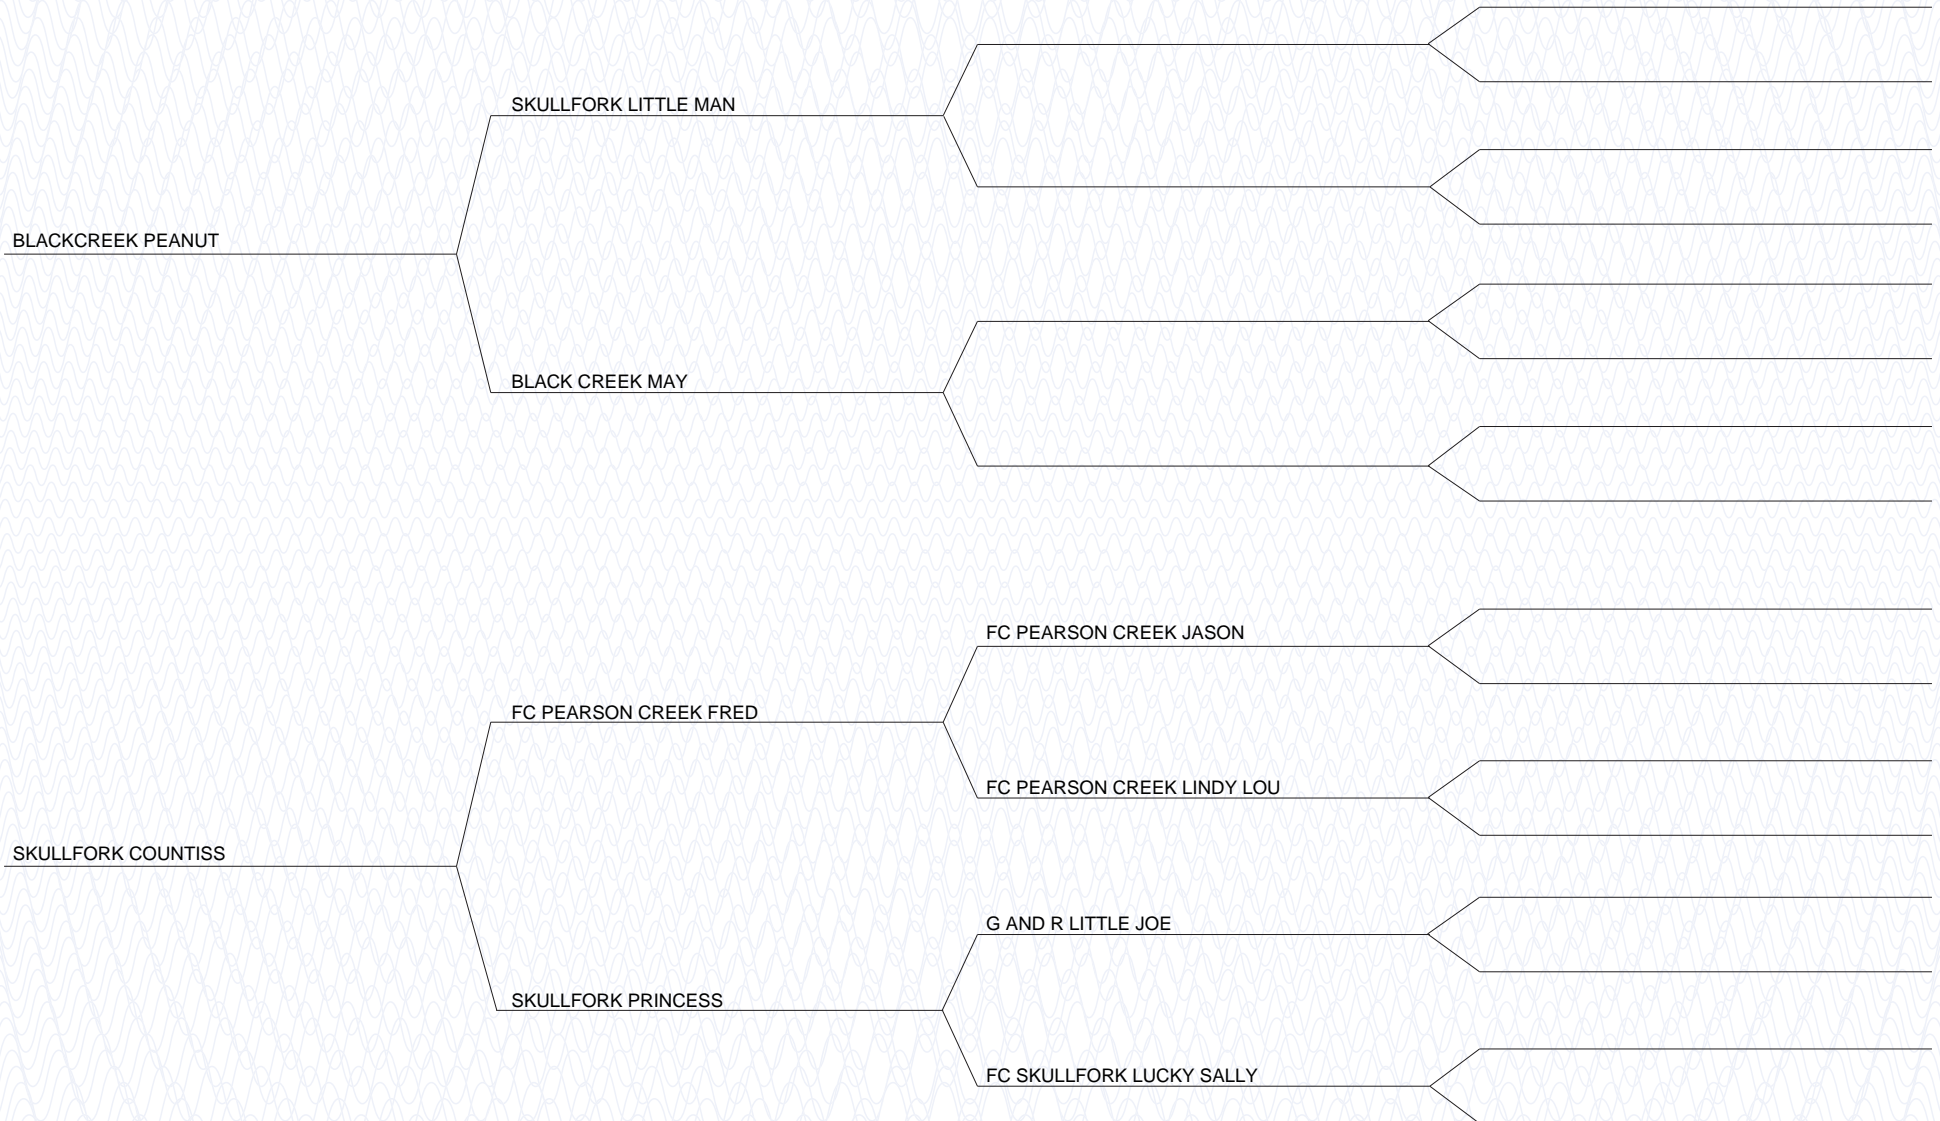 SKULLFORK LITTLE MAN
BLACKCREEK PEANUT
BLACK CREEK MAY
FC PEARSON CREEK JASON
FC PEARSON CREEK FRED
FC PEARSON CREEK LINDY LOU
SKULLFORK COUNTISS
G AND R LITTLE JOE
SKULLFORK PRINCESS
FC SKULLFORK LUCKY SALLY